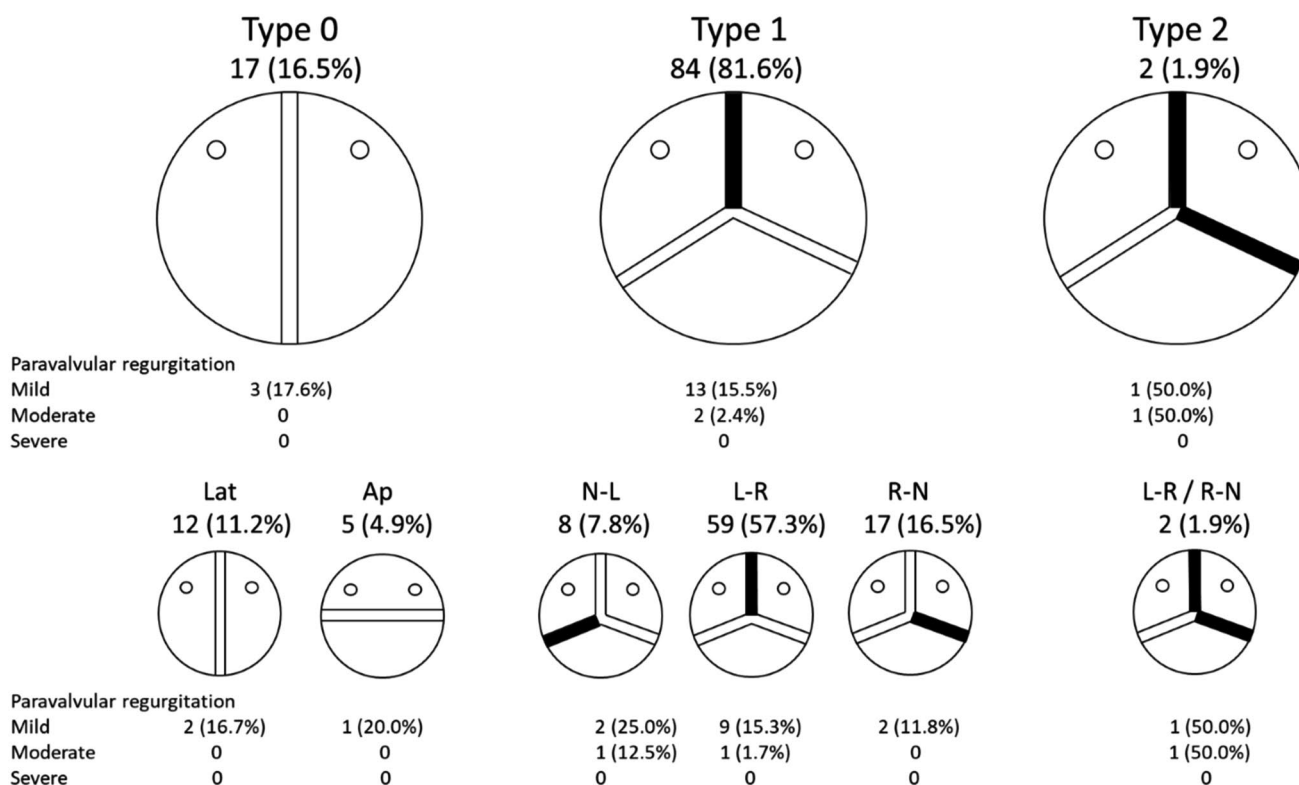 Type 0 Type 1 Type 2
17 (16.5%) 84 (81.6%) 2 (1.9%)
Paravalvular regurgitation
Mild 3 (17.6%) 13 (15.5%) 1 (50.0%)
Moderate 0 2 (2.4%) 1 (50.0%)
Severe 0 0 0
Lat Ap N-L L-R R-N L-R / R-N
12 (11.2%) 5 (4.9%) 8 (7.8%) 59 (57.3%) 17 (16.5%) 2 (1.9%)
Paravalvular regurgitation
Mild 2 (16.7%) 1 (20.0%) 2 (25.0%) 9 (15.3%) 2 (11.8%) 1 (50.0%)
Moderate 0 0 1 (12.5%) 1 (1.7%) 0 1 (50.0%)
Severe 0 0 0 0 0 0